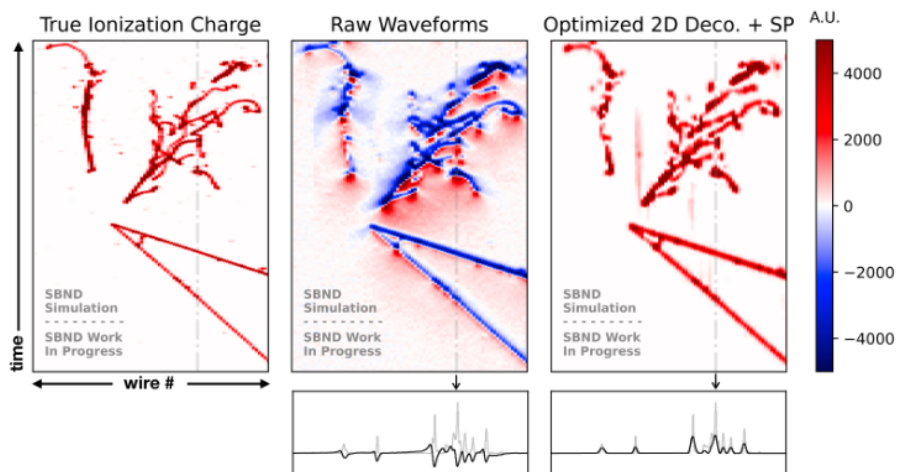 True Ionization Charge
Raw Waveforms
Optimized 2D Deco. + SP
A.U.
4000
2000
0
−2000
−4000
time
wire #
SBND
Simulation
SBND Work
In Progress
SBND
Simulation
SBND Work
In Progress
SBND
Simulation
SBND Work
In Progress